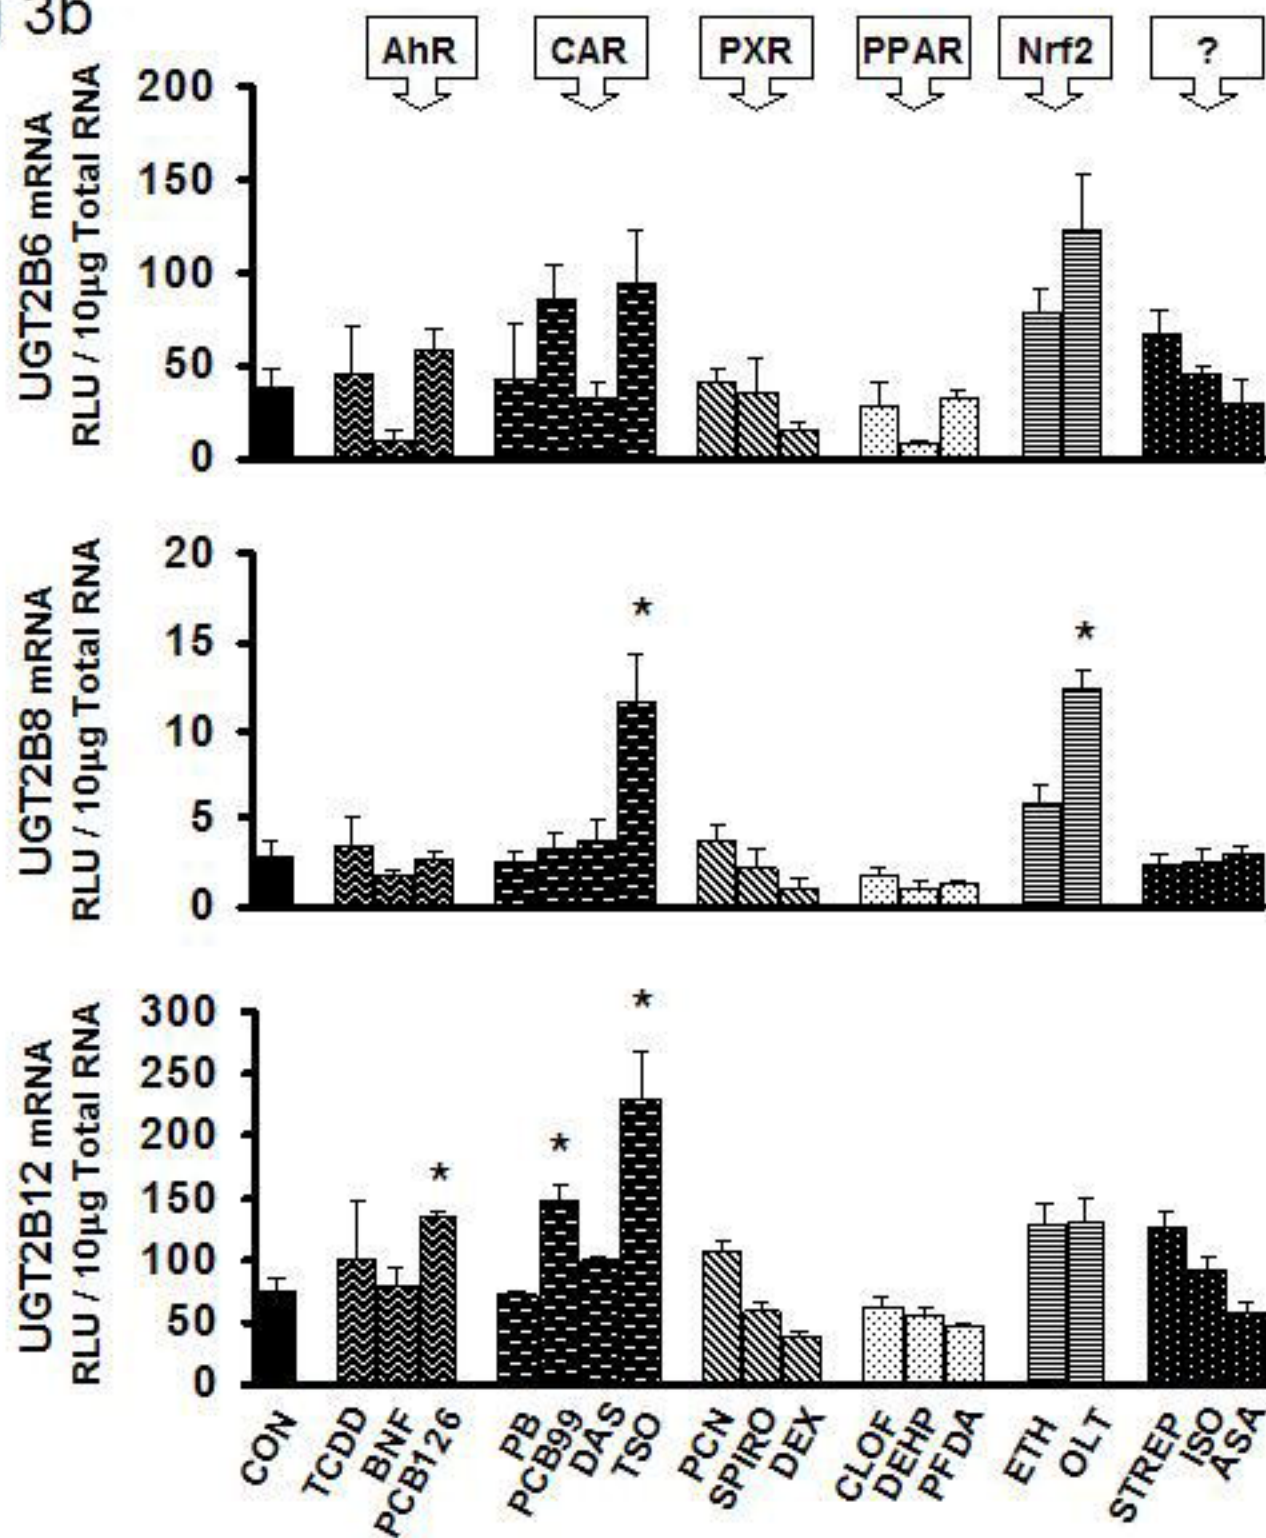 3b
AhR CAR PXR PPAR Nrf2 ?
UGT2B6 mRNA
RLU / 10µg Total RNA
200
150
100
50
0
UGT2B8 mRNA
RLU / 10µg Total RNA
20
15
10
5
0
* *
UGT2B12 mRNA
RLU / 10µg Total RNA
300
250
200
150
100
50
0
* * *
CON TCDD BNF PCB126 PB PCB99 DAS TSO PCN SPIRO DEX CLOF DEHP PFDA ETH OLT STREP ISO ASA